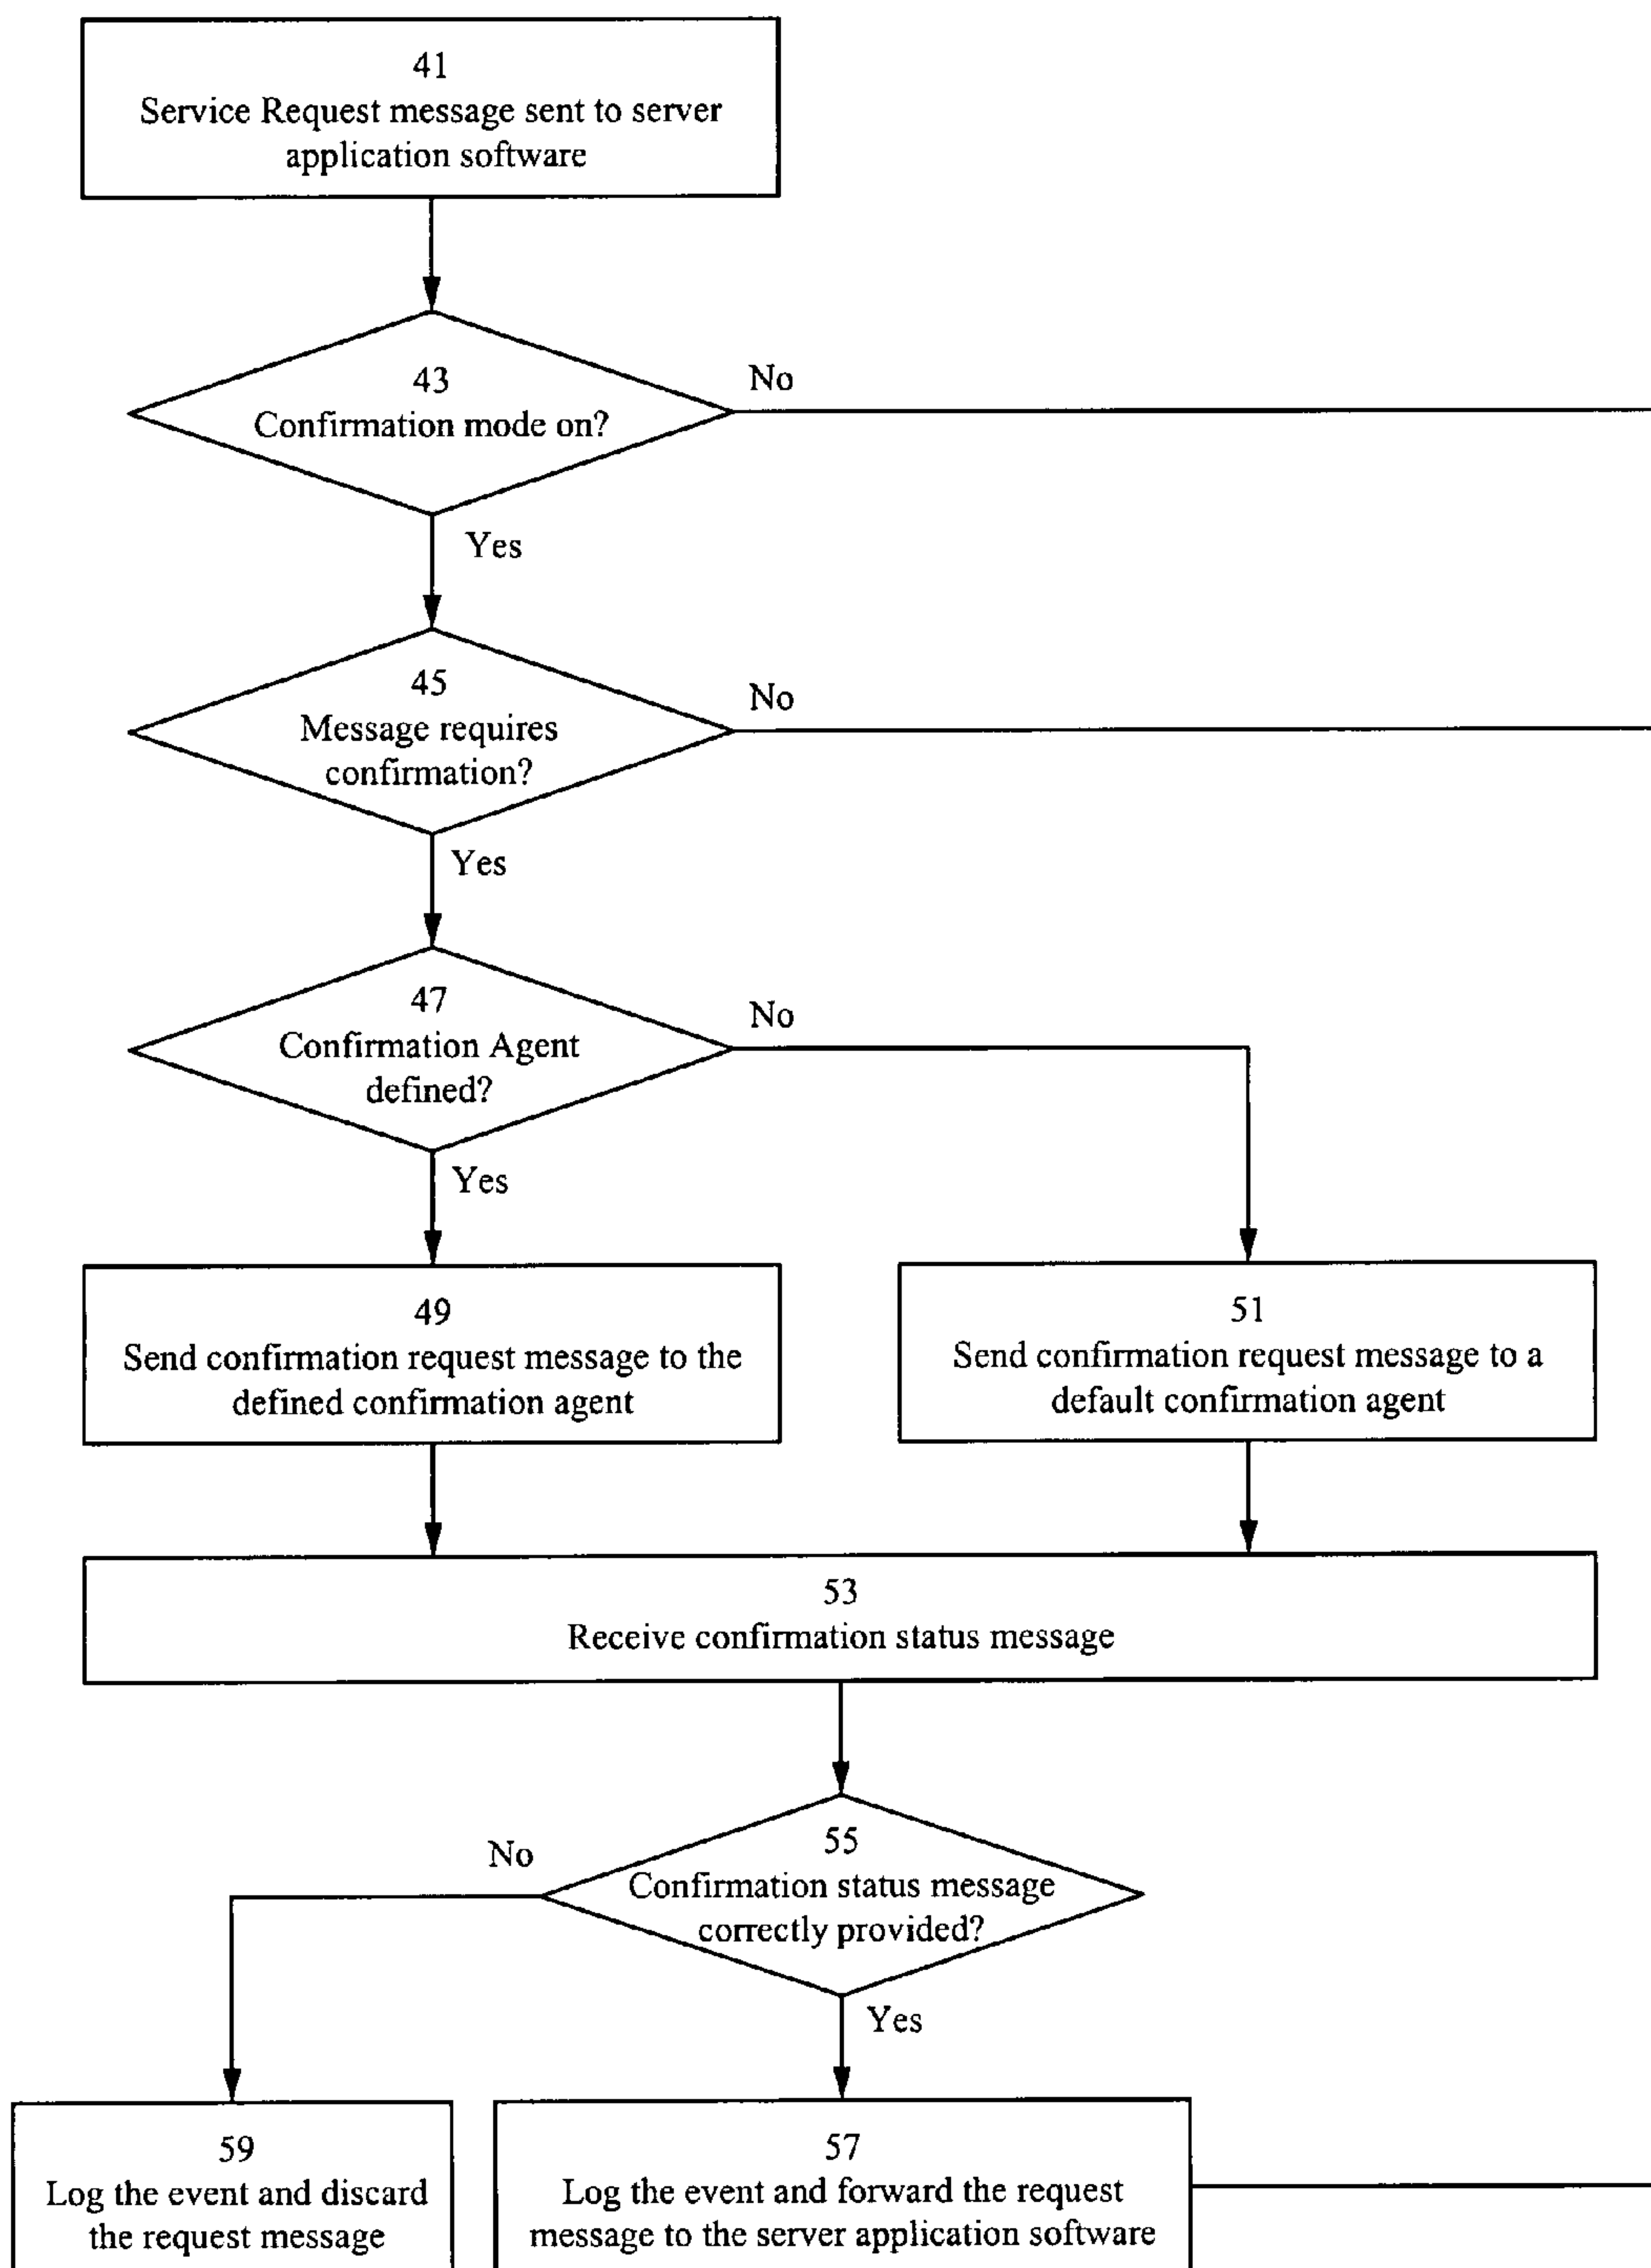 41
Service Request message sent to server
application software
43
Confirmation mode on?
No
Yes
45
Message requires
confirmation?
No
Yes
47
Confirmation Agent
defined?
No
Yes
49
Send confirmation request message to the
defined confirmation agent
51
Send confirmation request message to a
default confirmation agent
53
Receive confirmation status message
55
Confirmation status message
correctly provided?
No
Yes
59
Log the event and discard
the request message
57
Log the event and forward the request
message to the server application software